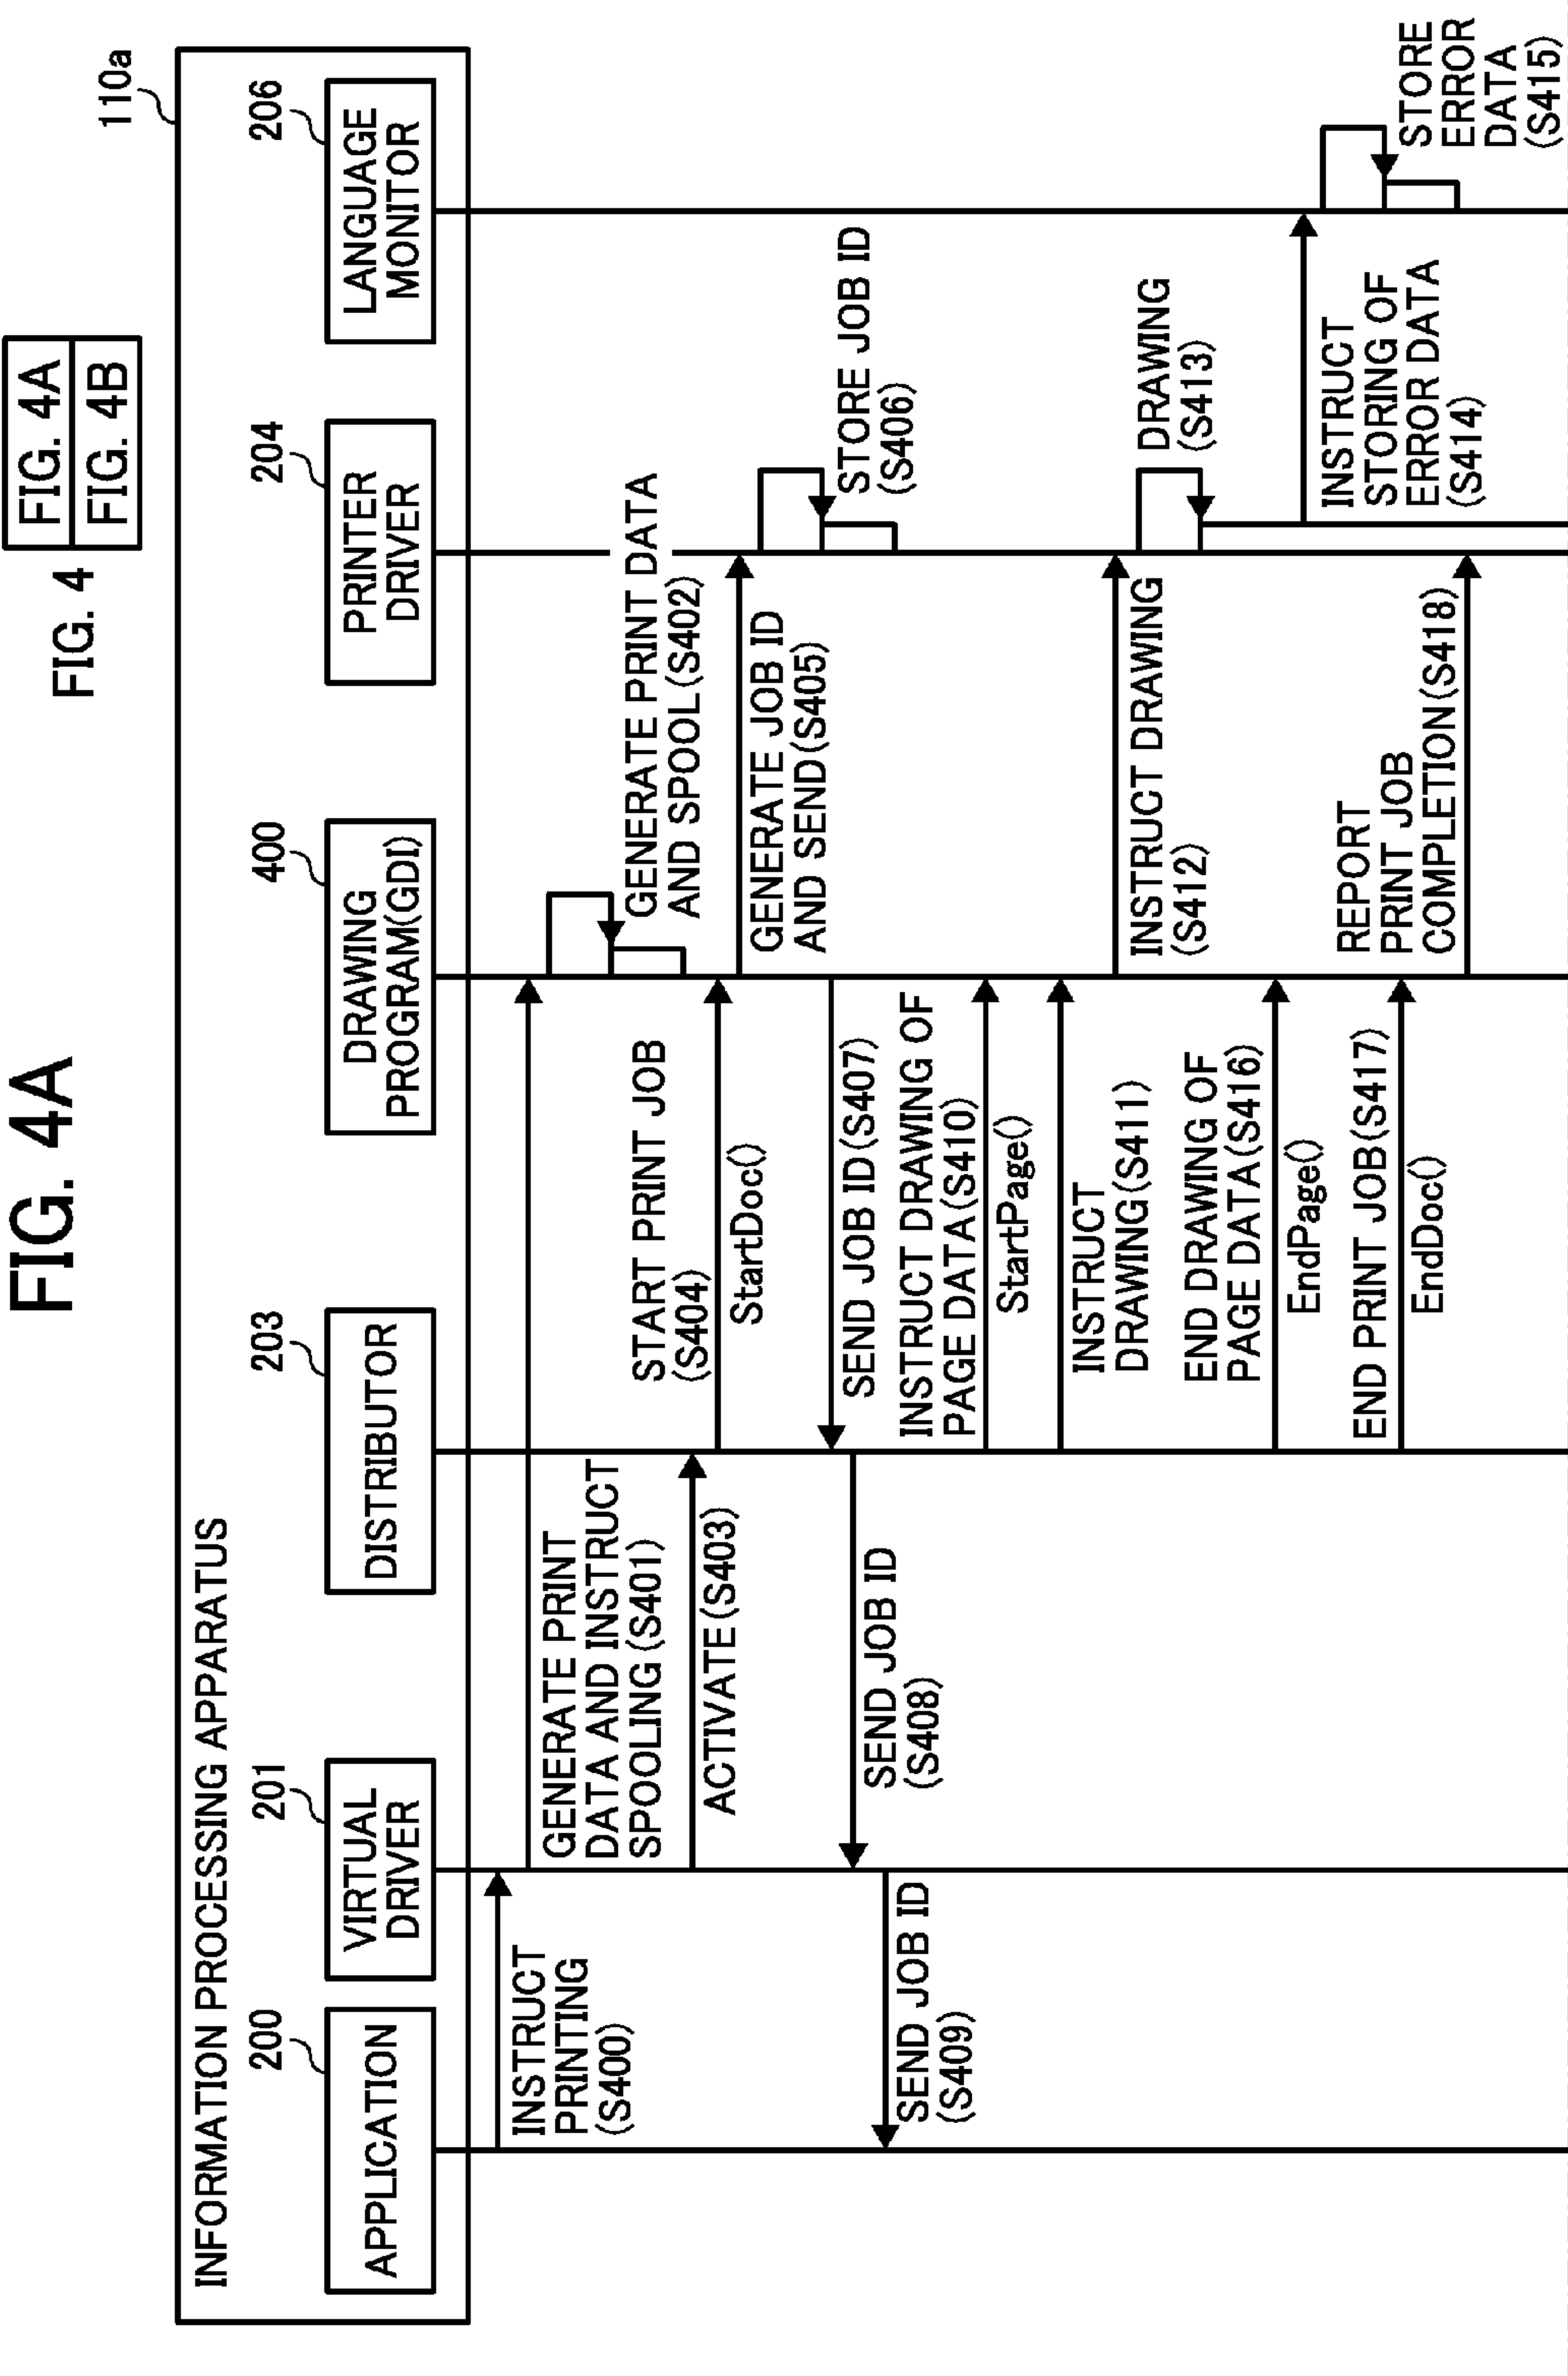 FIG. 4A
FIG. 4
FIG. 4A
FIG. 4B
110a
INFORMATION PROCESSING APPARATUS
200
APPLICATION
201
VIRTUAL
DRIVER
203
DISTRIBUTOR
400
DRAWING
PROGRAM(GDI)
204
PRINTER
DRIVER
206
LANGUAGE
MONITOR
INSTRUCT
PRINTING
(S400)
GENERATE PRINT
DATA AND INSTRUCT
SPOOLING(S401)
GENERATE PRINT DATA
AND SPOOL(S402)
ACTIVATE(S403)
START PRINT JOB
(S404)
StartDoc()
GENERATE JOB ID
AND SEND(S405)
STORE JOB ID
(S406)
SEND JOB ID(S407)
SEND JOB ID
(S408)
SEND JOB ID
(S409)
INSTRUCT DRAWING OF
PAGE DATA(S410)
StartPage()
INSTRUCT
DRAWING(S411)
INSTRUCT DRAWING
(S412)
DRAWING
(S413)
INSTRUCT
STORING OF
ERROR DATA
(S414)
STORE
ERROR
DATA
(S415)
END DRAWING OF
PAGE DATA(S416)
EndPage()
END PRINT JOB(S417)
EndDoc()
REPORT
PRINT JOB
COMPLETION(S418)